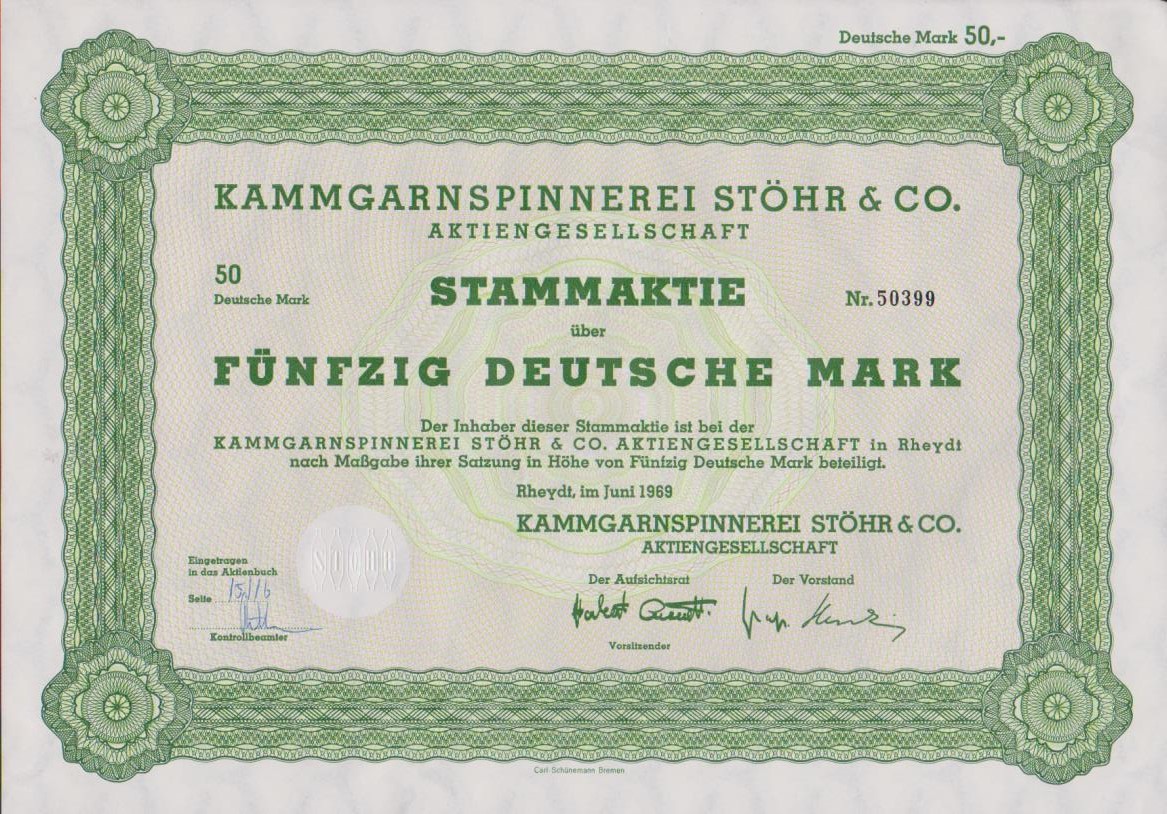 Deutsche Mark 50,-
KAMMGARNSPINNEREI STÖHR & CO.
AKTIENGESELLSCHAFT
50
Deutsche Mark
STAMMAKTIE
Nr. 50399
über
FÜNFZIG DEUTSCHE MARK
Der Inhaber dieser Stammaktie ist bei der
KAMMGARNSPINNEREI STÖHR & CO. AKTIENGESELLSCHAFT in Rheydt
nach Maßgabe ihrer Satzung in Höhe von Fünfzig Deutsche Mark beteiligt.
Rheydt, im Juni 1969
KAMMGARNSPINNEREI STÖHR & CO.
AKTIENGESELLSCHAFT
STÖHR
Eingetragen
in das Aktienbuch
Seite
Kontrollbeamter
Der Aufsichtsrat
Der Vorstand
Vorsitzender
Carl Schünemann Bremen